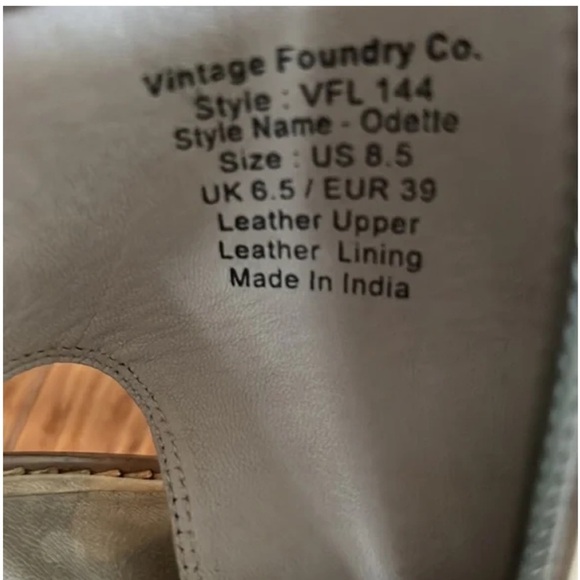 Vintage Foundry Co.
Style : VFL 144
Style Name - Odette
Size : US 8.5
UK 6.5 / EUR 39
Leather Upper
Leather Lining
Made In India